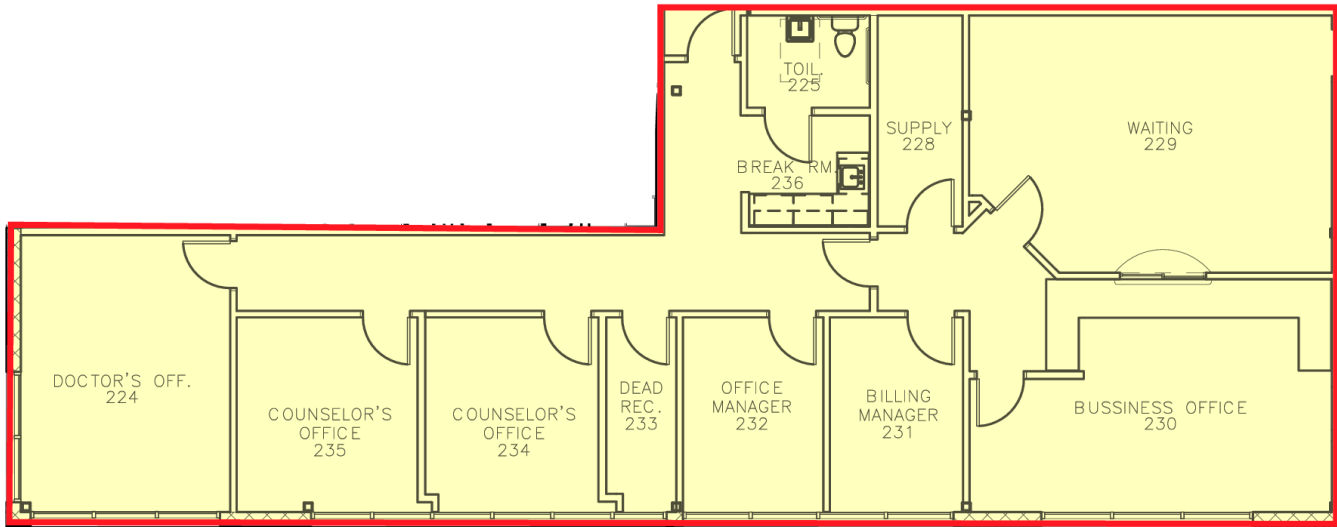 TOIL.
225
SUPPLY
228
WAITING
229
BREAK RM.
236
DOCTOR'S OFF.
224
COUNSELOR'S
OFFICE
235
COUNSELOR'S
OFFICE
234
DEAD
REC.
233
OFFICE
MANAGER
232
BILLING
MANAGER
231
BUSSINESS OFFICE
230